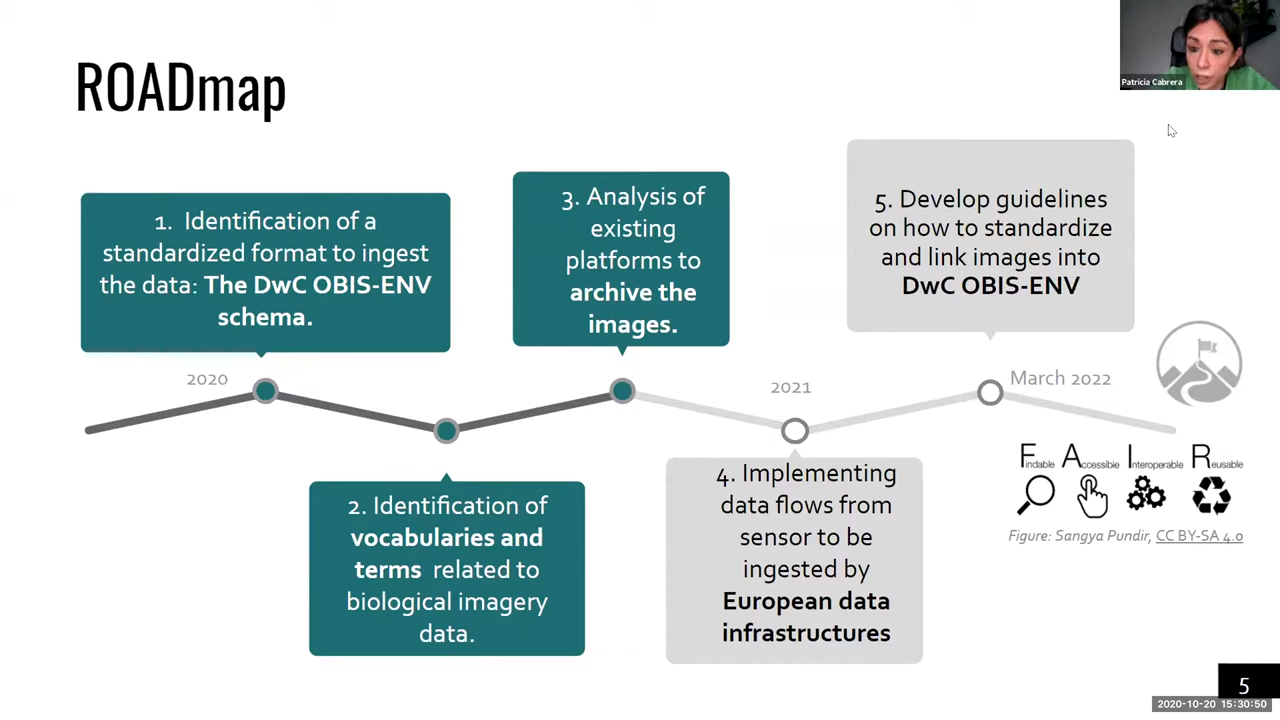 ROADmap
Patricia Cabrera
1. Identification of a
standardized format to ingest
the data: The DwC OBIS-ENV
schema.
3. Analysis of
existing
platforms to
archive the
images.
5. Develop guidelines
on how to standardize
and link images into
DwC OBIS-ENV
2020
2021
March 2022
2. Identification of
vocabularies and
terms related to
biological imagery
data.
4. Implementing
data flows from
sensor to be
ingested by
European data
infrastructures
Findable Accessible Interoperable Reusable
Figure: Sangya Pundir, CC BY-SA 4.0
5
2020-10-20 15:30:50